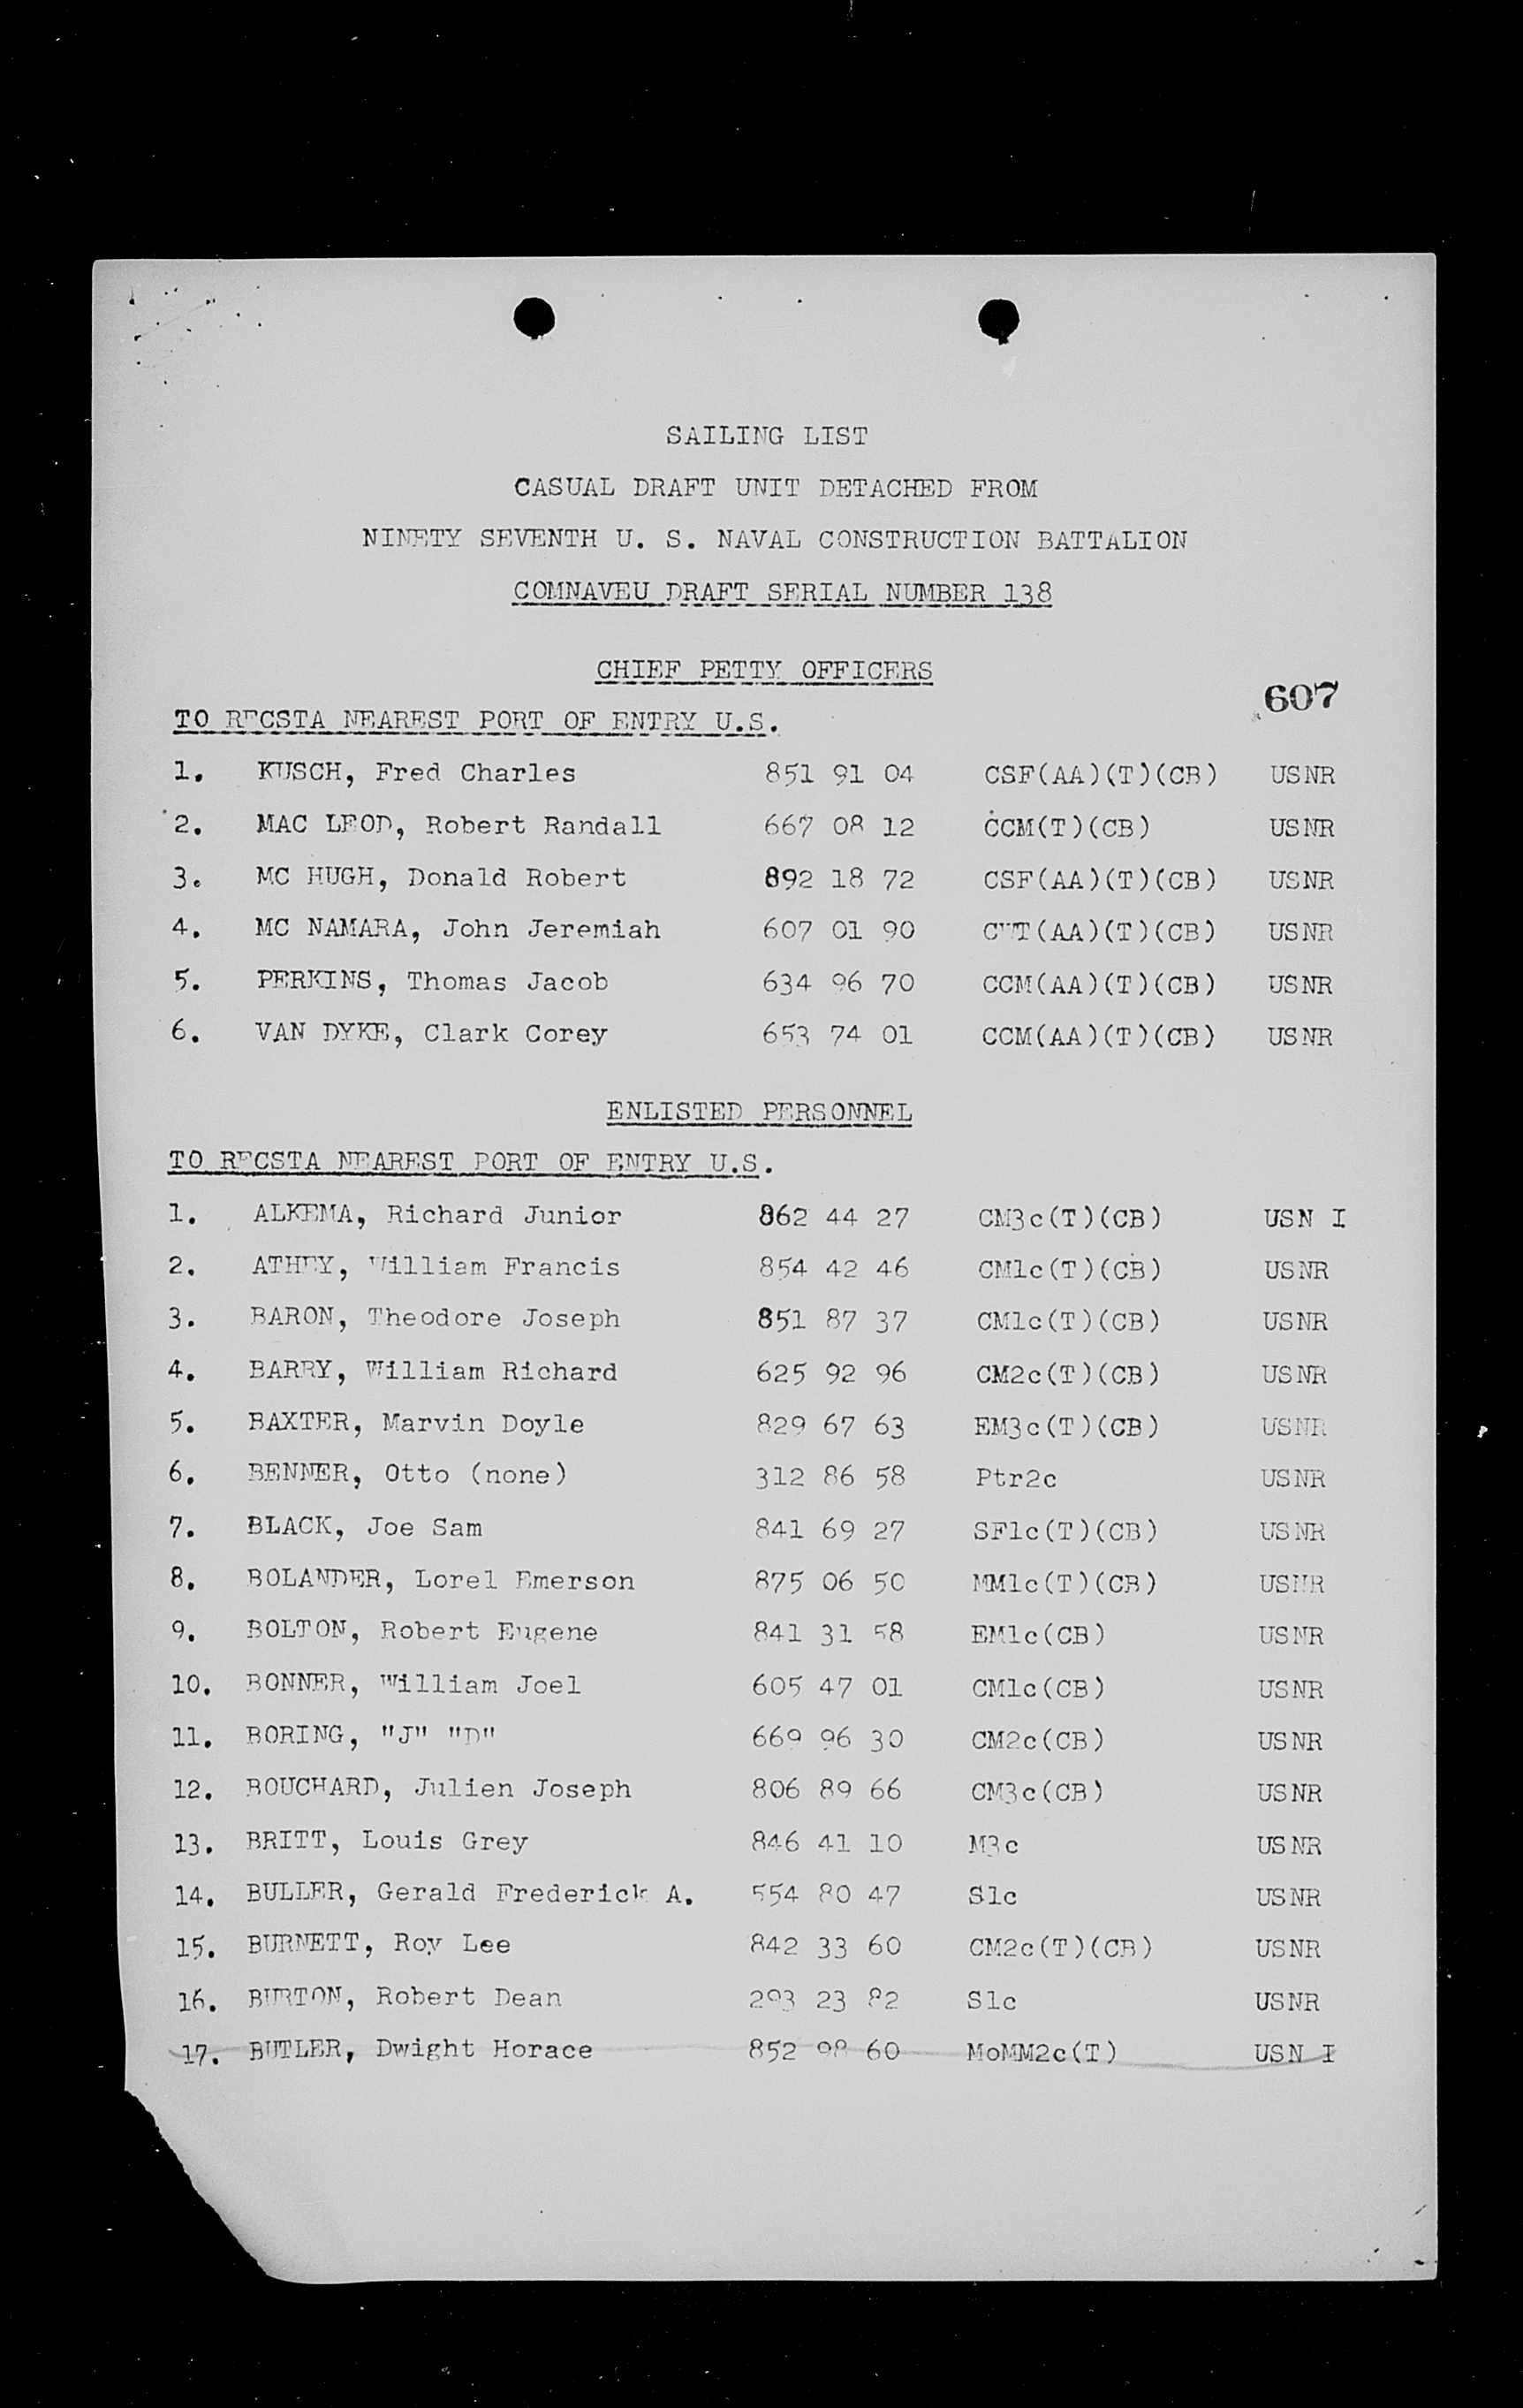 SAILING LIST
CASUAL DRAFT UNIT DETACHED FROM
NINETY SEVENTH U. S. NAVAL CONSTRUCTION BATTALION
COMNAVEU DRAFT SERIAL NUMBER 138
CHIEF PETTY OFFICERS
607
TO RECSTA NEAREST PORT OF ENTRY U.S.
1. KUSCH, Fred Charles 851 91 04 CSF(AA)(T)(CB) USNR
2. MAC LEOD, Robert Randall 667 08 12 CCM(T)(CB) USNR
3. MC HUGH, Donald Robert 892 18 72 CSF(AA)(T)(CB) USNR
4. MC NAMARA, John Jeremiah 607 01 90 CWT(AA)(T)(CB) USNR
5. PERKINS, Thomas Jacob 634 96 70 CCM(AA)(T)(CB) USNR
6. VAN DYKE, Clark Corey 653 74 01 CCM(AA)(T)(CB) USNR
ENLISTED PERSONNEL
TO RECSTA NEAREST PORT OF ENTRY U.S.
1. ALKEMA, Richard Junior 862 44 27 CM3c(T)(CB) USN I
2. ATHEY, William Francis 854 42 46 CM1c(T)(CB) USNR
3. BARON, Theodore Joseph 851 87 37 CM1c(T)(CB) USNR
4. BARRY, William Richard 625 92 96 CM2c(T)(CB) USNR
5. BAXTER, Marvin Doyle 829 67 63 EM3c(T)(CB) USNR
6. BENNER, Otto (none) 312 86 58 Ptr2c USNR
7. BLACK, Joe Sam 841 69 27 SF1c(T)(CB) USNR
8. BOLANDER, Lorel Emerson 875 06 50 MM1c(T)(CB) USNR
9. BOLTON, Robert Eugene 841 31 58 EM1c(CB) USNR
10. BONNER, William Joel 605 47 01 CM1c(CB) USNR
11. BORING, "J" "D" 669 96 30 CM2c(CB) USNR
12. BOUCHARD, Julien Joseph 806 89 66 CM3c(CB) USNR
13. BRITT, Louis Grey 846 41 10 M3c USNR
14. BULLER, Gerald Frederick A. 554 80 47 S1c USNR
15. BURNETT, Roy Lee 842 33 60 CM2c(T)(CB) USNR
16. BURTON, Robert Dean 293 23 82 S1c USNR
17. BUTLER, Dwight Horace 852 98 60 MoMM2c(T) USN I